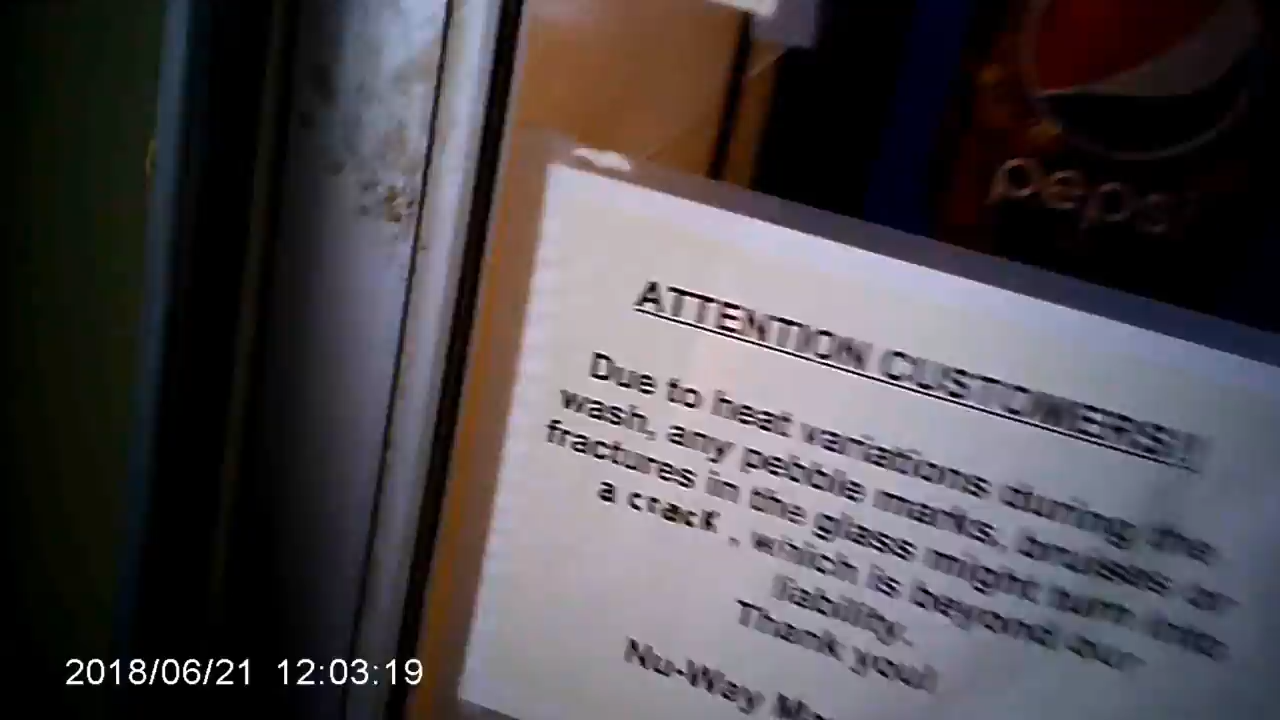 pepsi
ATTENTION CUSTOMERS!!
Due to heat variations during the
wash, any pebble marks, bruises or
fractures in the glass might turn into
a crack , which is beyond our
liability.
Thank you!
Nu-Way
2018/06/21 12:03:19